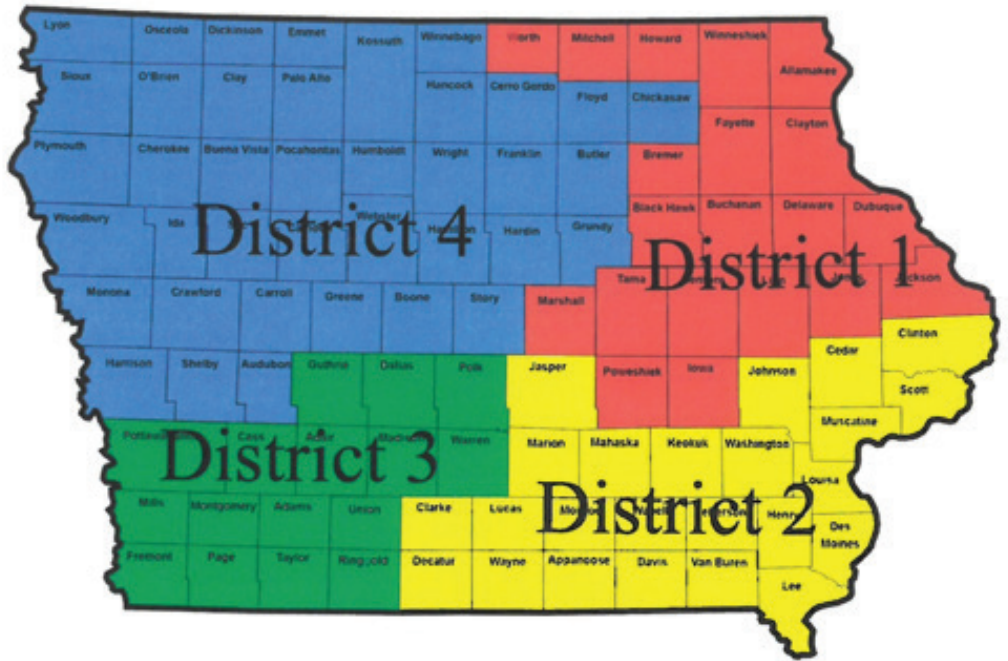 Lyon
Osceola
Dickinson
Emmet
Kossuth
Winnebago
Worth
Mitchell
Howard
Winneshiek
Allamakee
Sioux
O'Brien
Clay
Palo Alto
Hancock
Cerro Gordo
Floyd
Chickasaw
Fayette
Clayton
Plymouth
Cherokee
Buena Vista
Pocahontas
Humboldt
Wright
Franklin
Butler
Bremer
Woodbury
Ida
Webster
Hamilton
Hardin
Grundy
Black Hawk
Buchanan
Delaware
Dubuque
District 4
District 1
Tama
Jackson
Monona
Crawford
Carroll
Greene
Boone
Story
Marshall
Clinton
Harrison
Shelby
Audubon
Guthrie
Dallas
Polk
Jasper
Poweshiek
Iowa
Johnson
Cedar
Scott
Muscatine
Cass
Madison
Warren
Marion
Mahaska
Keokuk
Washington
Louisa
District 3
District 2
Mills
Montgomery
Adams
Union
Clarke
Lucas
Henry
Des
Moines
Fremont
Page
Taylor
Decatur
Wayne
Appanoose
Davis
Van Buren
Lee